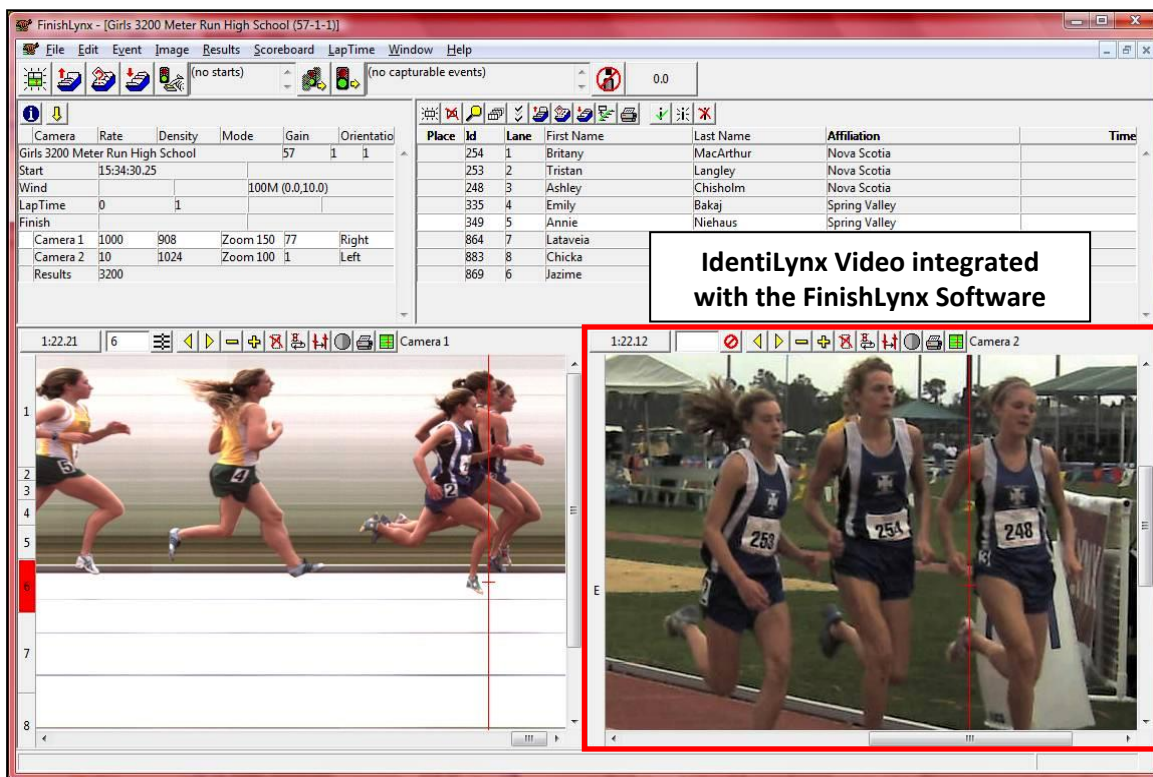 FinishLynx - [Girls 3200 Meter Run High School (57-1-1)]
File Edit Event Image Results Scoreboard LapTime Window Help
(no starts) (no capturable events) 0.0
Camera Rate Density Mode Gain Orientatio
Girls 3200 Meter Run High School 57 1 1
Start 15:34:30.25
Wind 100M (0.0,10.0)
LapTime 0 1
Finish
Camera 1 1000 908 Zoom 150 77 Right
Camera 2 10 1024 Zoom 100 1 Left
Results 3200
Place Id Lane First Name Last Name Affiliation Time
254 1 Britany MacArthur Nova Scotia
253 2 Tristan Langley Nova Scotia
248 3 Ashley Chisholm Nova Scotia
335 4 Emily Bakaj Spring Valley
349 5 Annie Niehaus Spring Valley
864 7 Lataveia
883 8 Chicka
869 6 Jazime
IdentiLynx Video integrated
with the FinishLynx Software
1:22.21 6 Camera 1
1
2
3
4
5
6
7
8
5
4
2
1:22.12 Camera 2
E
253
254
248
3